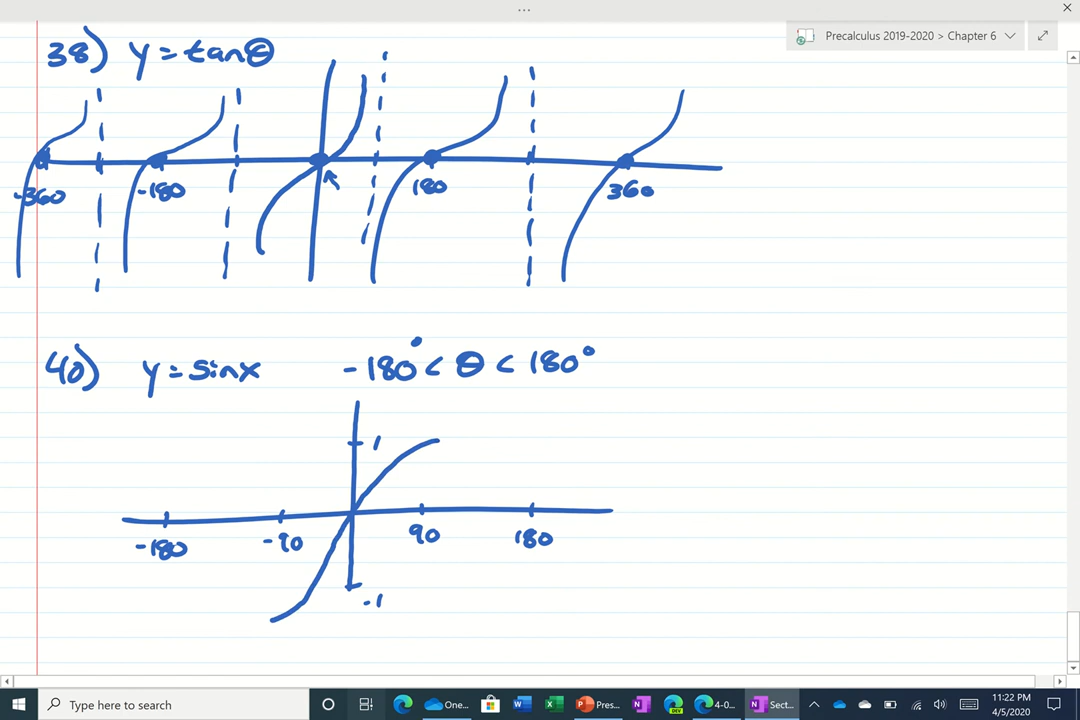 Precalculus 2019-2020 > Chapter 6
38) y = tanθ
-360 -180 180 360
40) y = sinx -180° < θ < 180°
1
-180 -90 90 180
-1
Type here to search
One... Pres... 4-0... Sect...
11:22 PM
4/5/2020